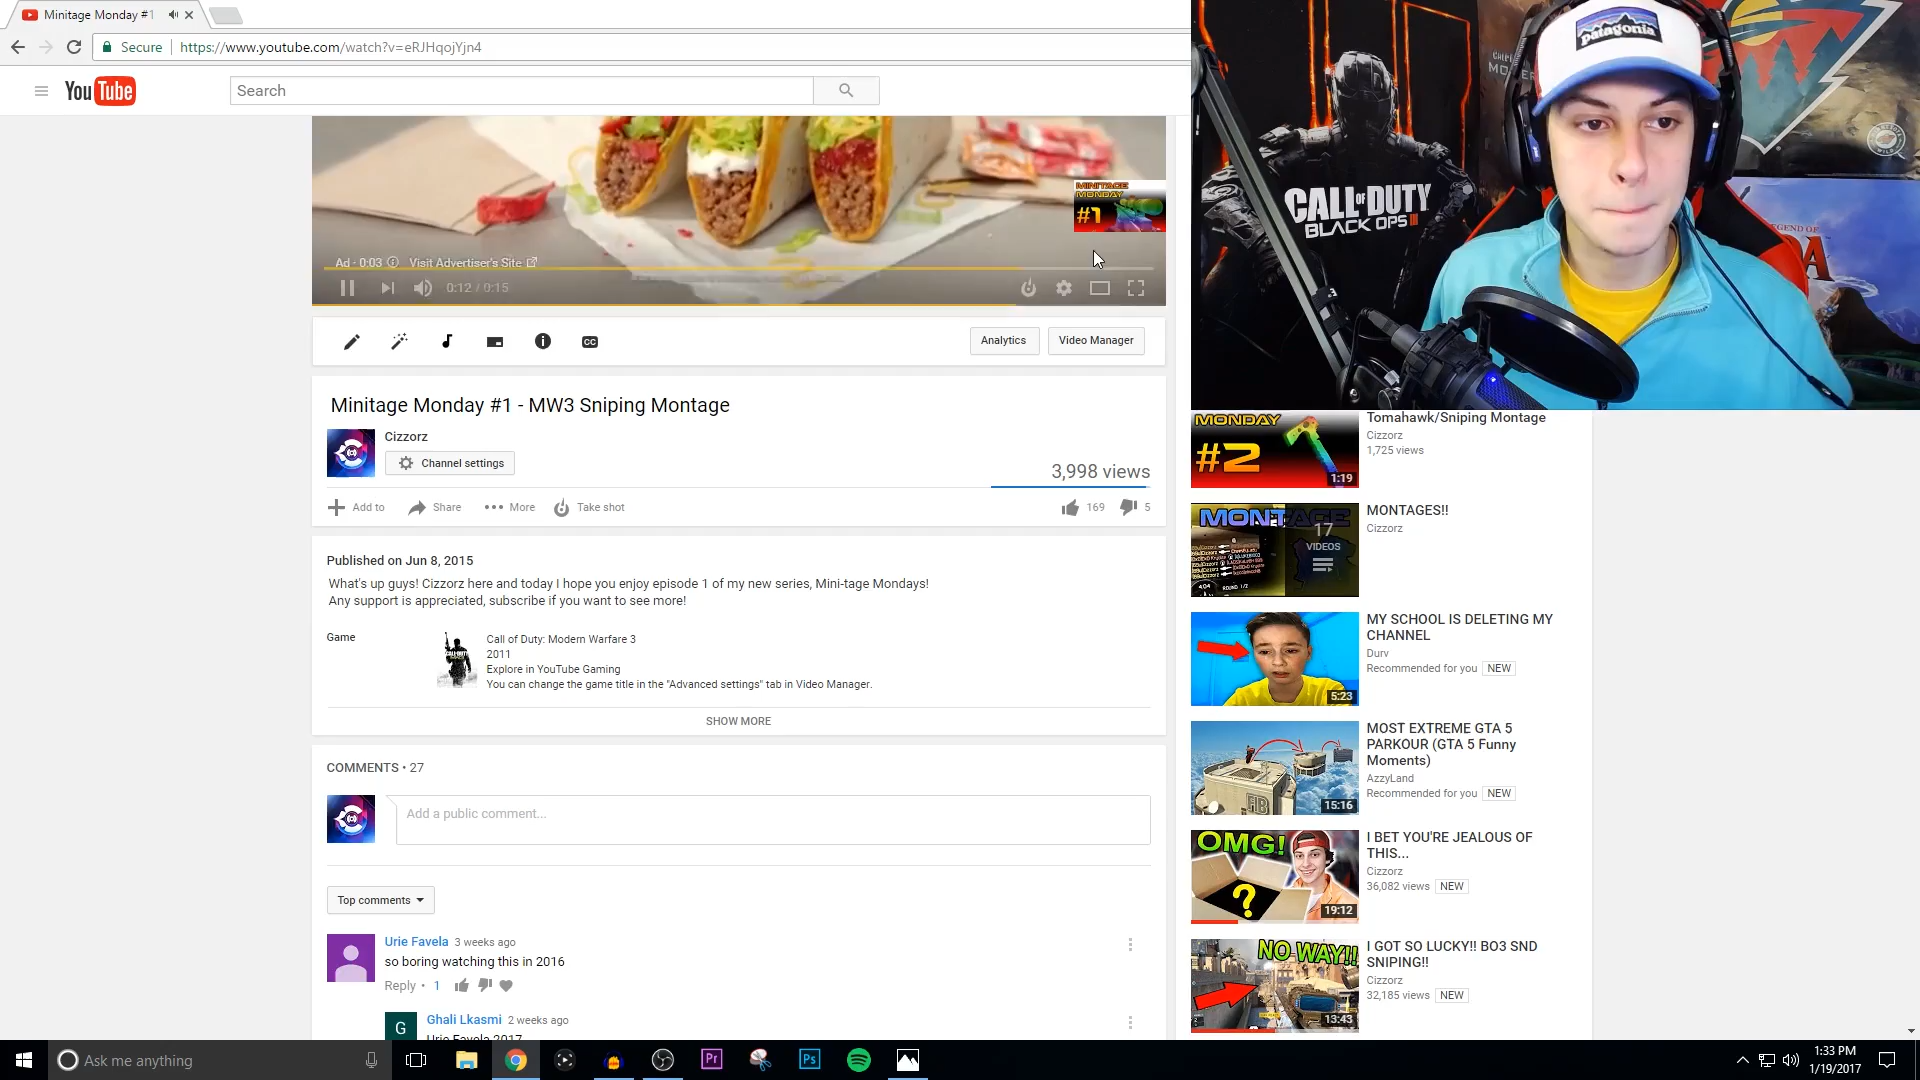 Minitage Monday #1
Secure
https://www.youtube.com/watch?v=eRJHqojYjn4
YouTube
Search
patagonia
CALL OF DUTY
BLACK OPS III
MINITAGE
MONDAY
#1
Ad - 0:03
Visit Advertiser's Site
0:12 / 0:15
Analytics
Video Manager
Minitage Monday #1 - MW3 Sniping Montage
Cizzorz
Channel settings
3,998 views
Add to
Share
More
Take shot
169
5
Published on Jun 8, 2015
What's up guys! Cizzorz here and today I hope you enjoy episode 1 of my new series, Mini-tage Mondays!
Any support is appreciated, subscribe if you want to see more!
Game
Call of Duty: Modern Warfare 3
2011
Explore in YouTube Gaming
You can change the game title in the "Advanced settings" tab in Video Manager.
SHOW MORE
COMMENTS • 27
Add a public comment...
Top comments
Urie Favela 3 weeks ago
so boring watching this in 2016
Reply • 1
G
Ghali Lkasmi 2 weeks ago
Urie Favela 2017
MONDAY
#2
1:19
Tomahawk/Sniping Montage
Cizzorz
1,725 views
MONTAGE
17
VIDEOS
MONTAGES!!
Cizzorz
5:23
MY SCHOOL IS DELETING MY
CHANNEL
Durv
Recommended for you NEW
15:16
MOST EXTREME GTA 5
PARKOUR (GTA 5 Funny
Moments)
AzzyLand
Recommended for you NEW
OMG!
?
19:12
I BET YOU'RE JEALOUS OF
THIS...
Cizzorz
36,082 views NEW
NO WAY!!
13:43
I GOT SO LUCKY!! BO3 SND
SNIPING!!
Cizzorz
32,185 views NEW
Ask me anything
Pr
Ps
1:33 PM
1/19/2017